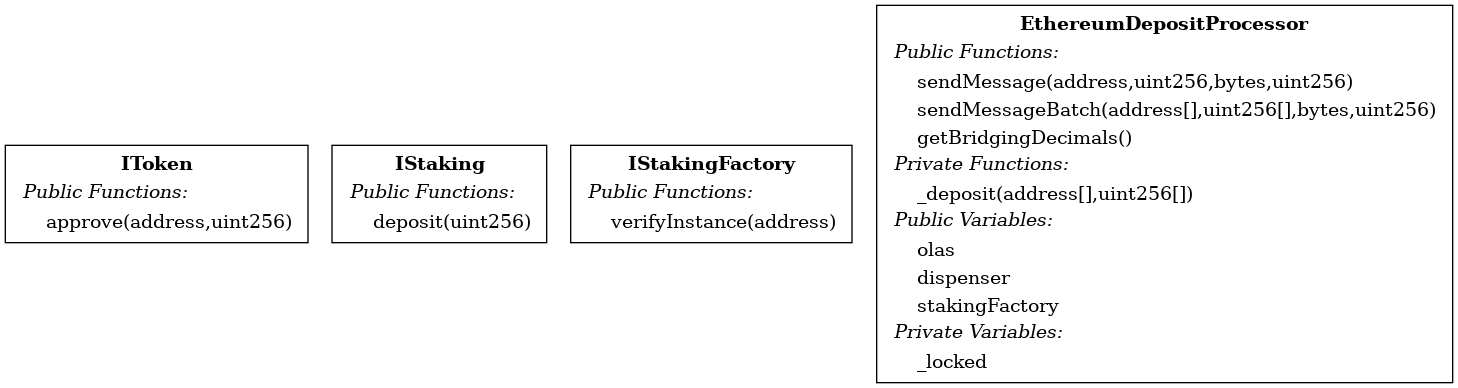 IToken
Public Functions:
approve(address,uint256)
IStaking
Public Functions:
deposit(uint256)
IStakingFactory
Public Functions:
verifyInstance(address)
EthereumDepositProcessor
Public Functions:
sendMessage(address,uint256,bytes,uint256)
sendMessageBatch(address[],uint256[],bytes,uint256)
getBridgingDecimals()
Private Functions:
_deposit(address[],uint256[])
Public Variables:
olas
dispenser
stakingFactory
Private Variables:
_locked